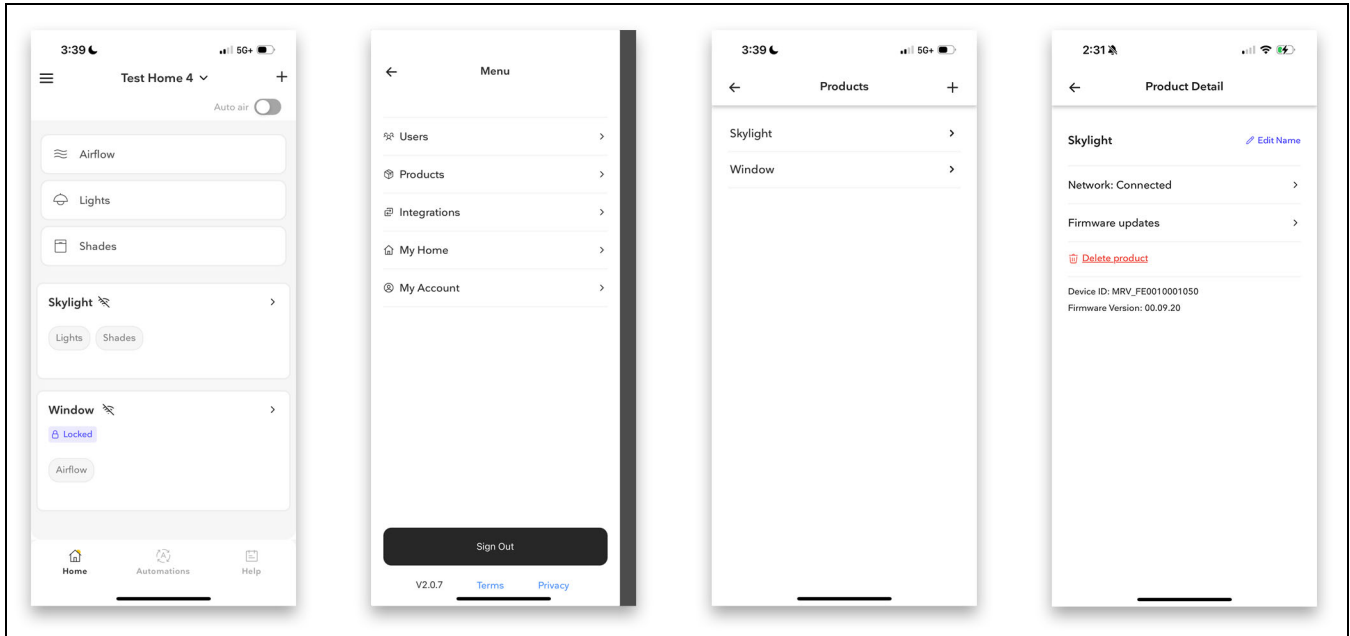 3:39
5G+
Test Home 4
Auto air
Airflow
Lights
Shades
Skylight
Lights Shades
Window
Locked
Airflow
Home Automations Help
Menu
Users
Products
Integrations
My Home
My Account
Sign Out
V2.0.7 Terms Privacy
3:39
5G+
Products
Skylight
Window
2:31
Product Detail
Skylight Edit Name
Network: Connected
Firmware updates
Delete product
Device ID: MRV_FE0010001050
Firmware Version: 00.09.20